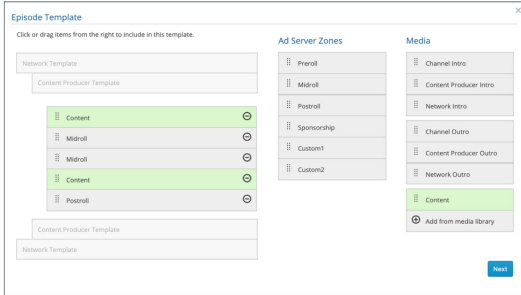 Episode Template
Click or drag items from the right to include in this template.
Network Template
Content Producer Template
Content
Midroll
Midroll
Content
Postroll
Content Producer Template
Network Template
Ad Server Zones
Preroll
Midroll
Postroll
Sponsorship
Custom1
Custom2
Media
Channel Intro
Content Producer Intro
Network Intro
Channel Outro
Content Producer Outro
Network Outro
Content
Add from media library
Next